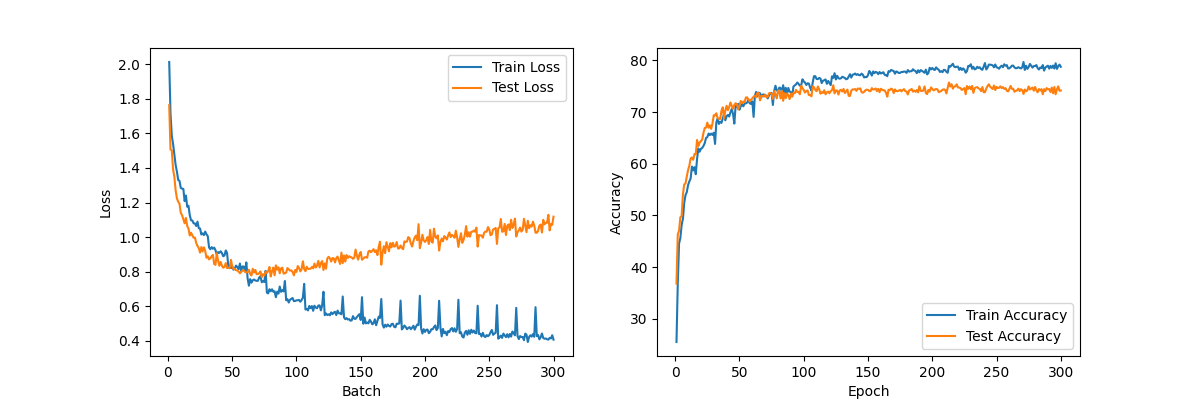 2.0
1.8
1.6
1.4
1.2
1.0
0.8
0.6
0.4
Loss
0 50 100 150 200 250 300
Batch
Train Loss
Test Loss
80
70
60
50
40
30
Accuracy
0 50 100 150 200 250 300
Epoch
Train Accuracy
Test Accuracy